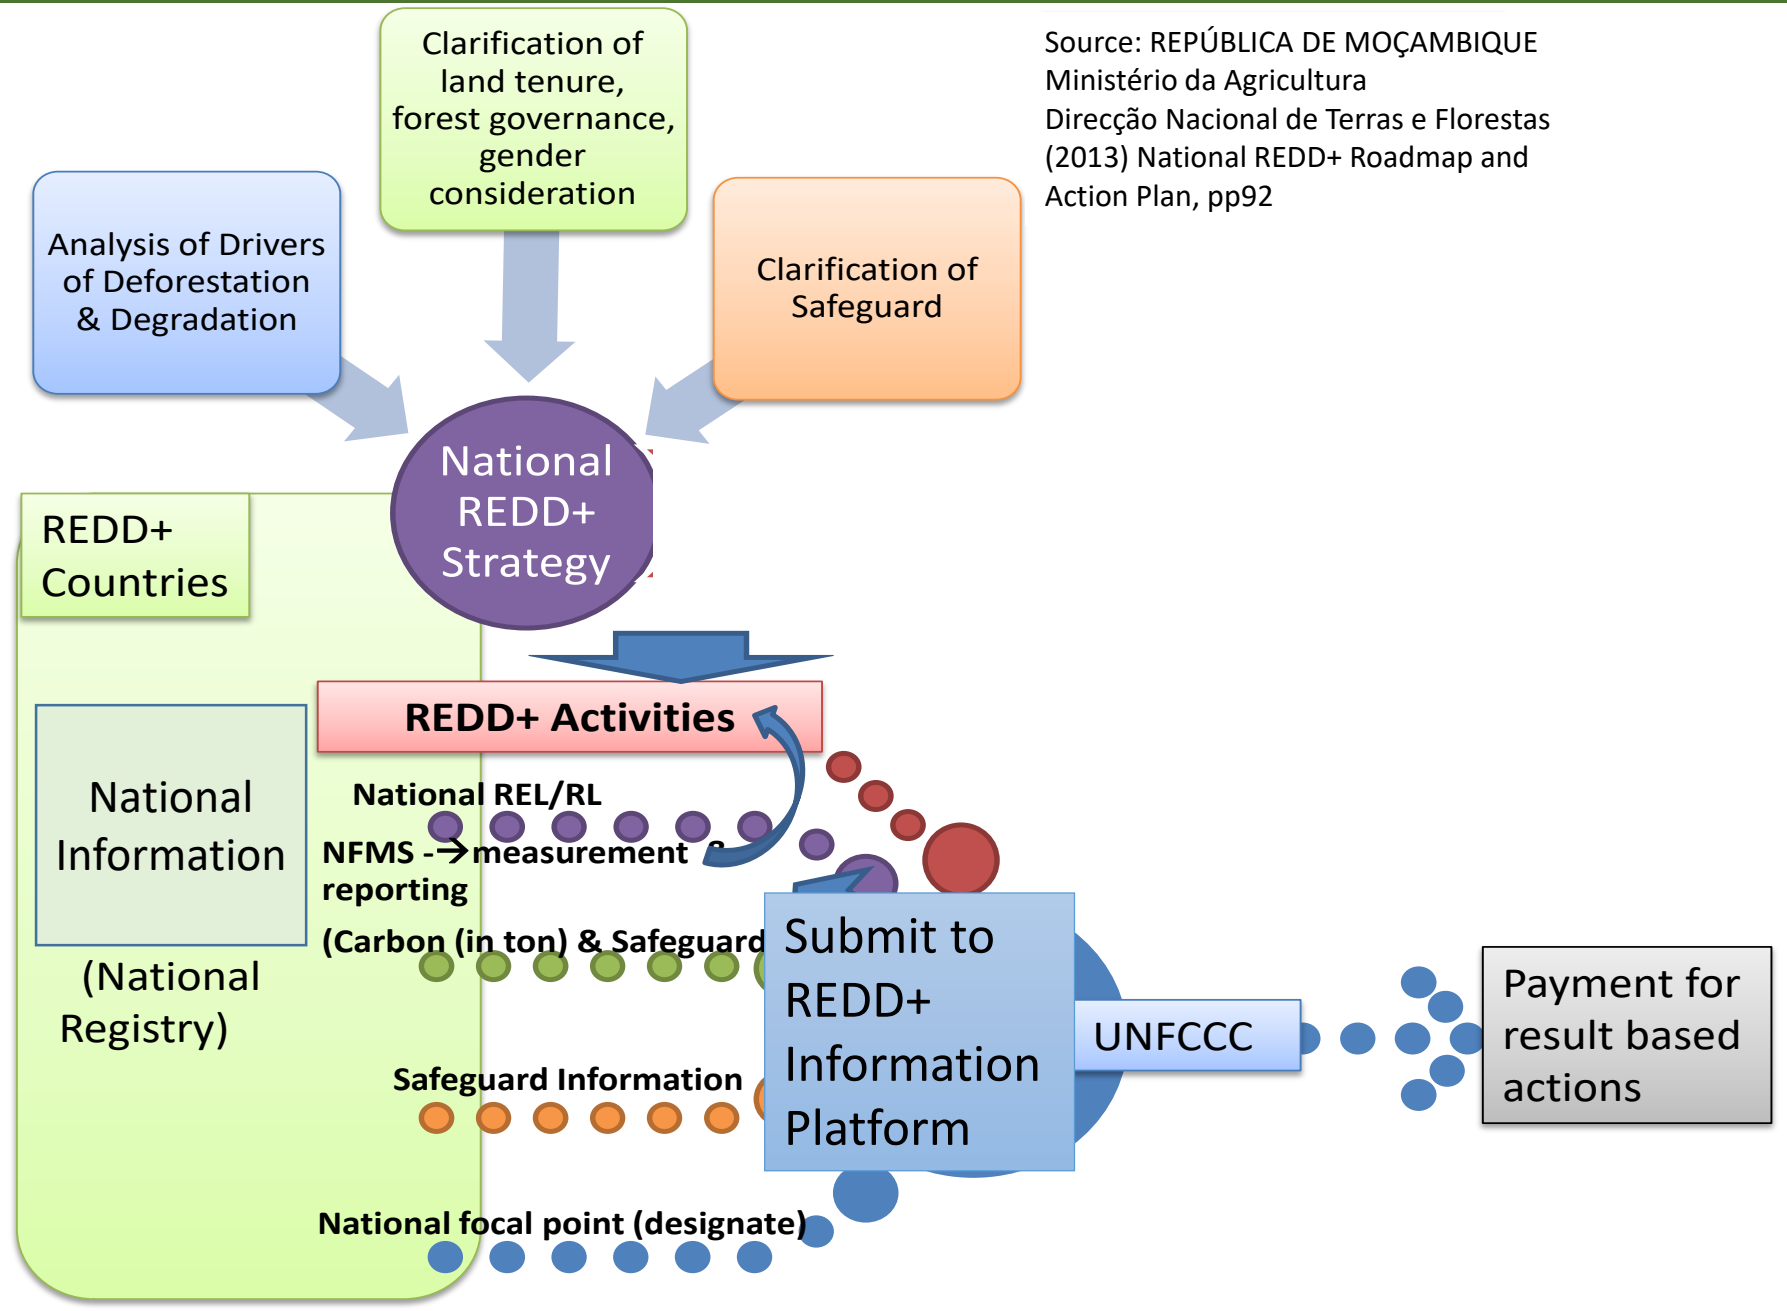 Clarification of
land tenure,
forest governance,
gender
consideration
Source: REPÚBLICA DE MOÇAMBIQUE
Ministério da Agricultura
Direcção Nacional de Terras e Florestas
(2013) National REDD+ Roadmap and
Action Plan, pp92
Analysis of Drivers
of Deforestation
& Degradation
Clarification of
Safeguard
National
REDD+
Strategy
REDD+
Countries
REDD+ Activities
National
Information
(National
Registry)
National REL/RL
NFMS -→measurement
reporting
(Carbon (in ton) & Safeguard
Safeguard Information
National focal point (designate)
Submit to
REDD+
Information
Platform
UNFCCC
Payment for
result based
actions